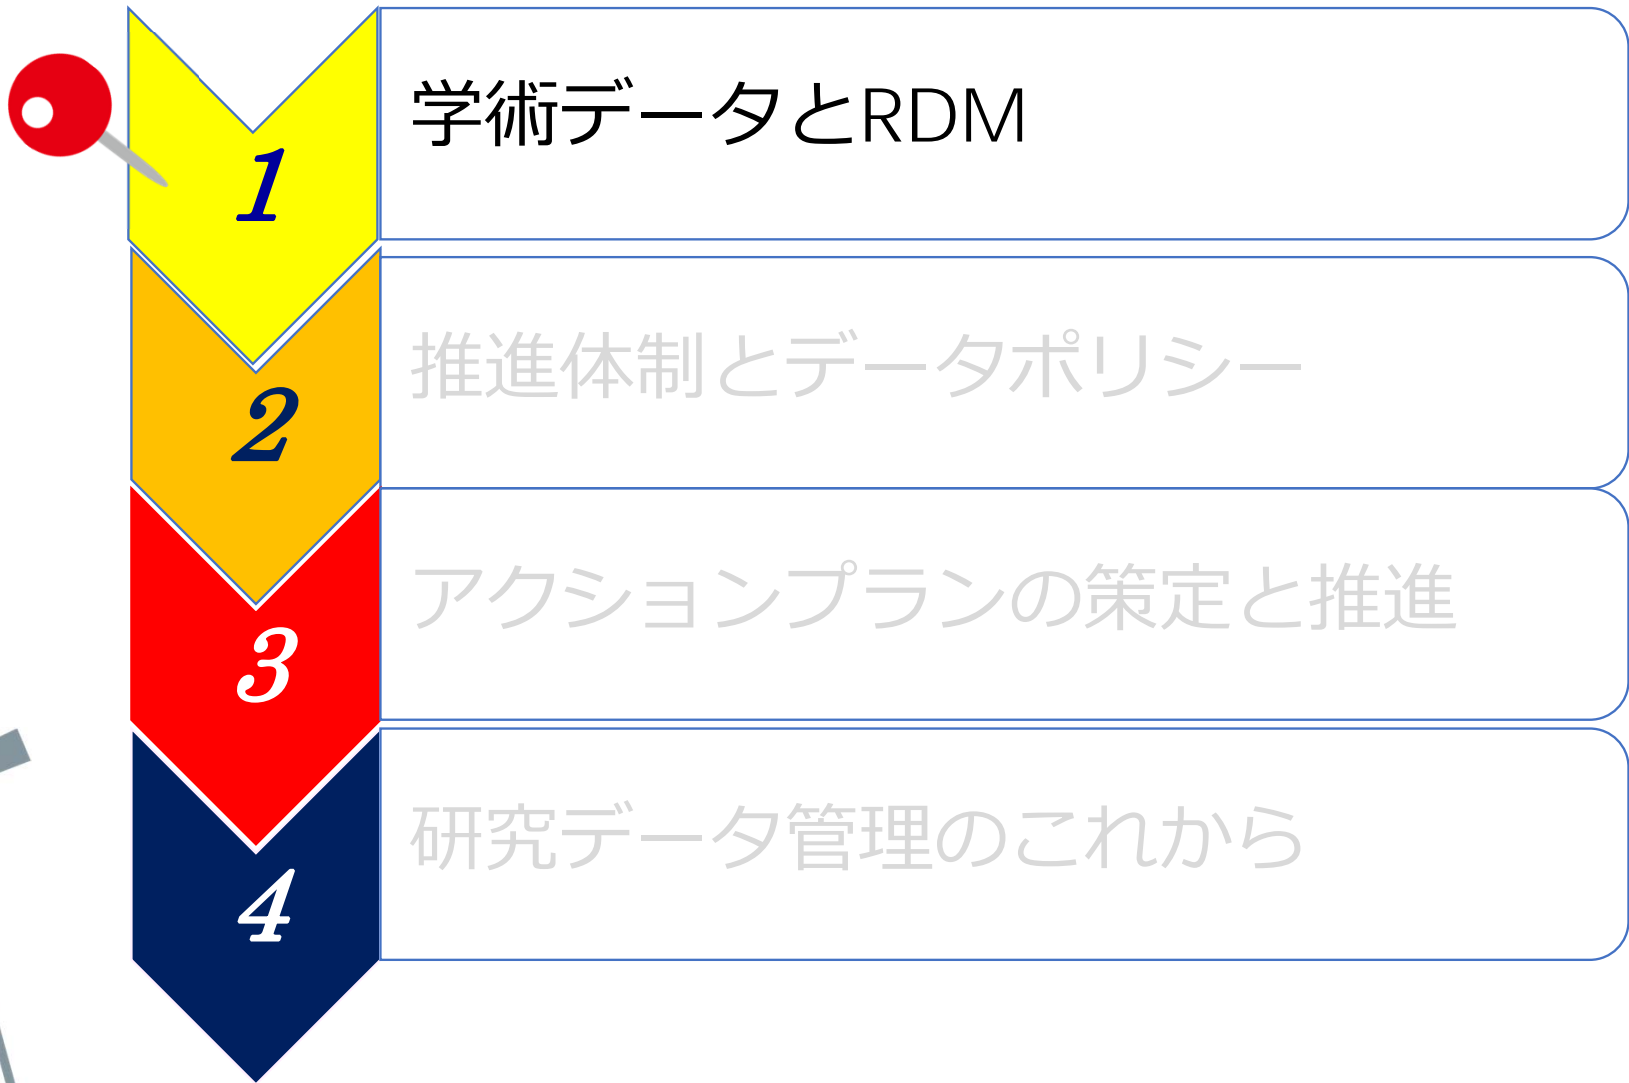 1
学術データとRDM
2
推進体制とデータポリシー
3
アクションプランの策定と推進
4
研究データ管理のこれから